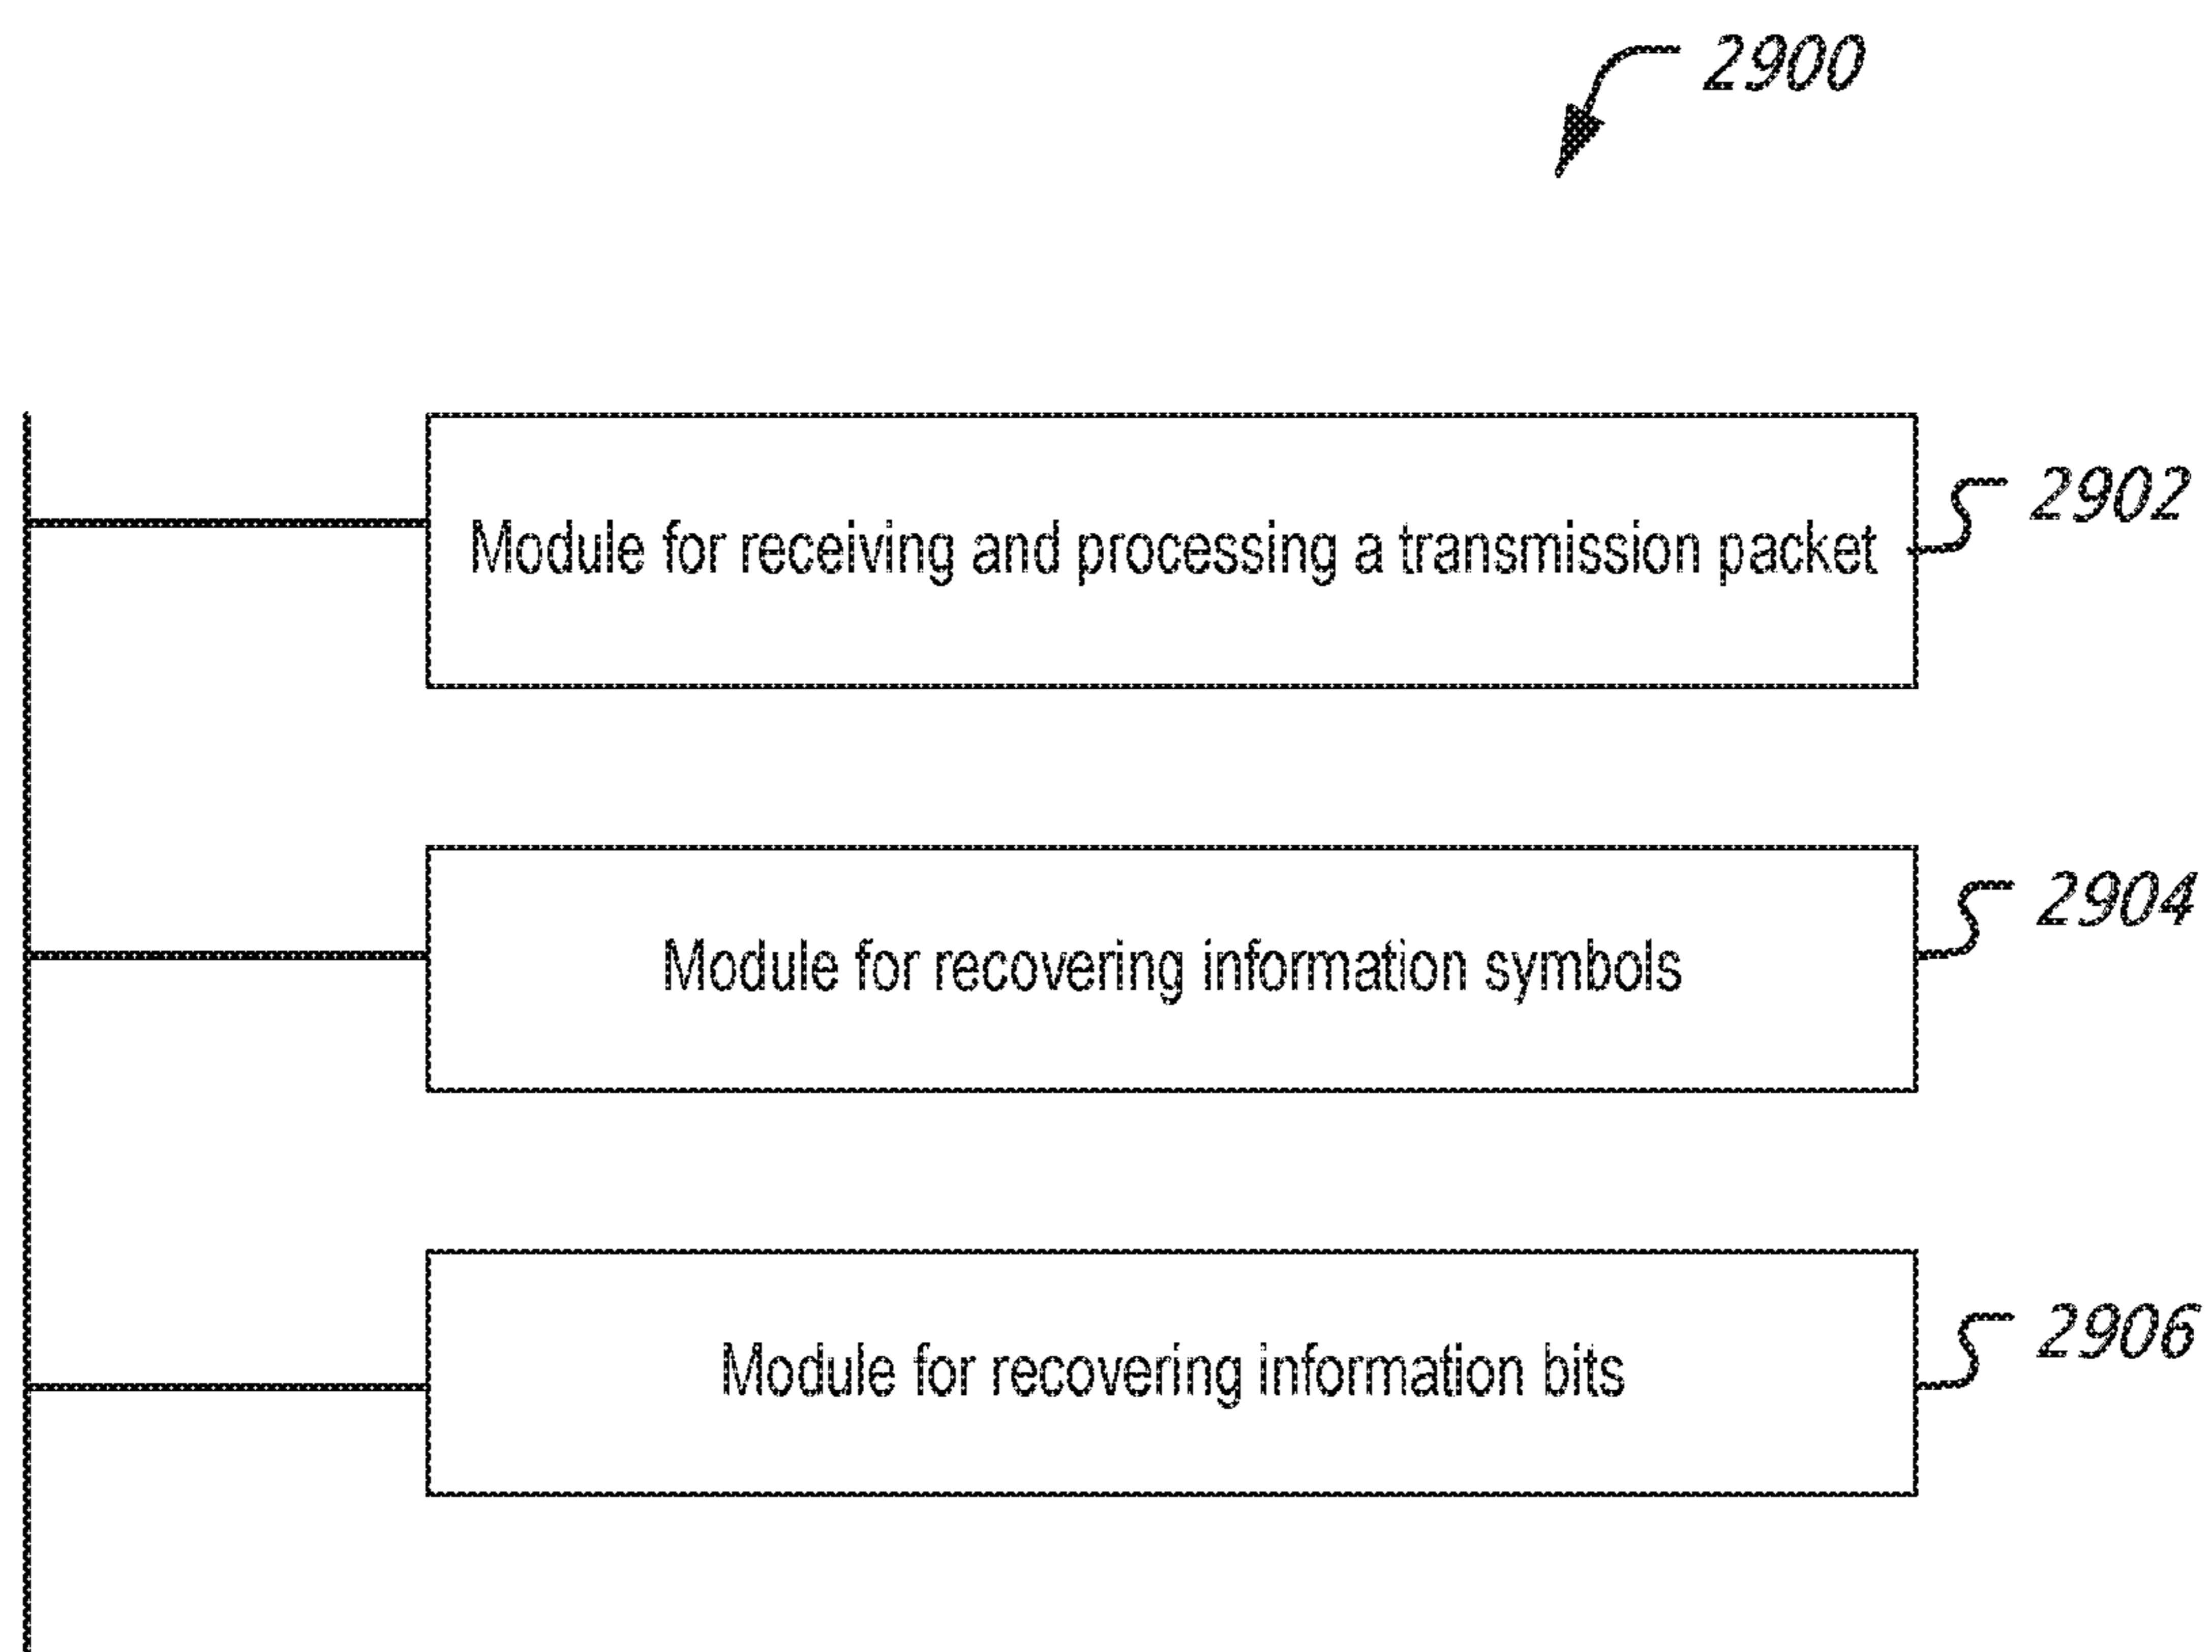 2900
Module for receiving and processing a transmission packet
2902
Module for recovering information symbols
2904
Module for recovering information bits
2906